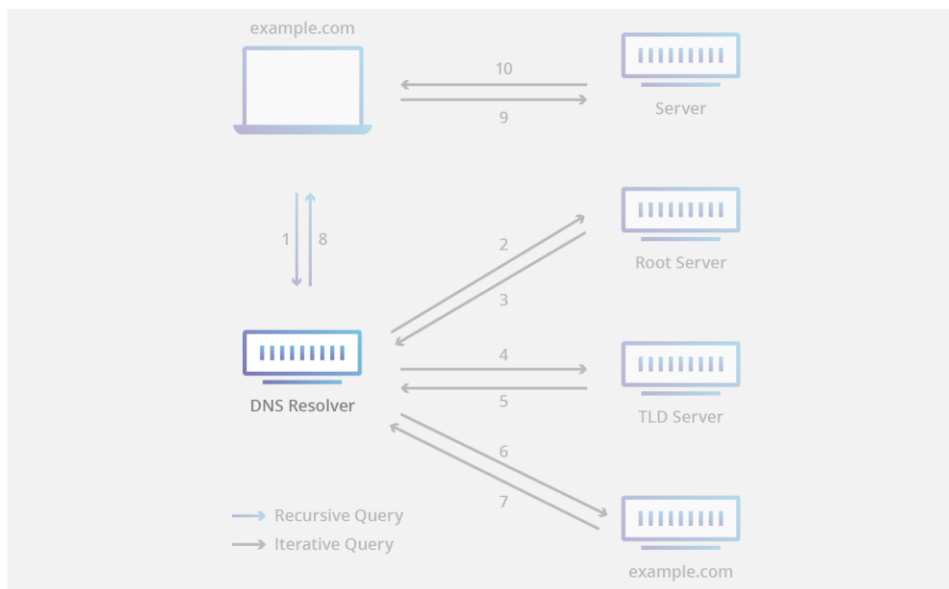 example.com
10
9
Server
1
8
2
3
Root Server
DNS Resolver
4
5
TLD Server
6
7
Recursive Query
Iterative Query
example.com